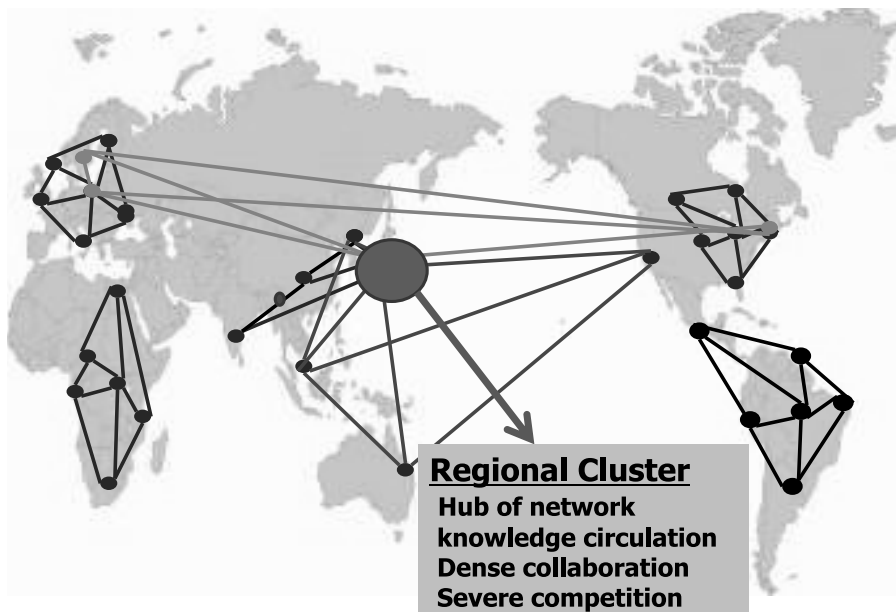 Regional Cluster
Hub of network
knowledge circulation
Dense collaboration
Severe competition